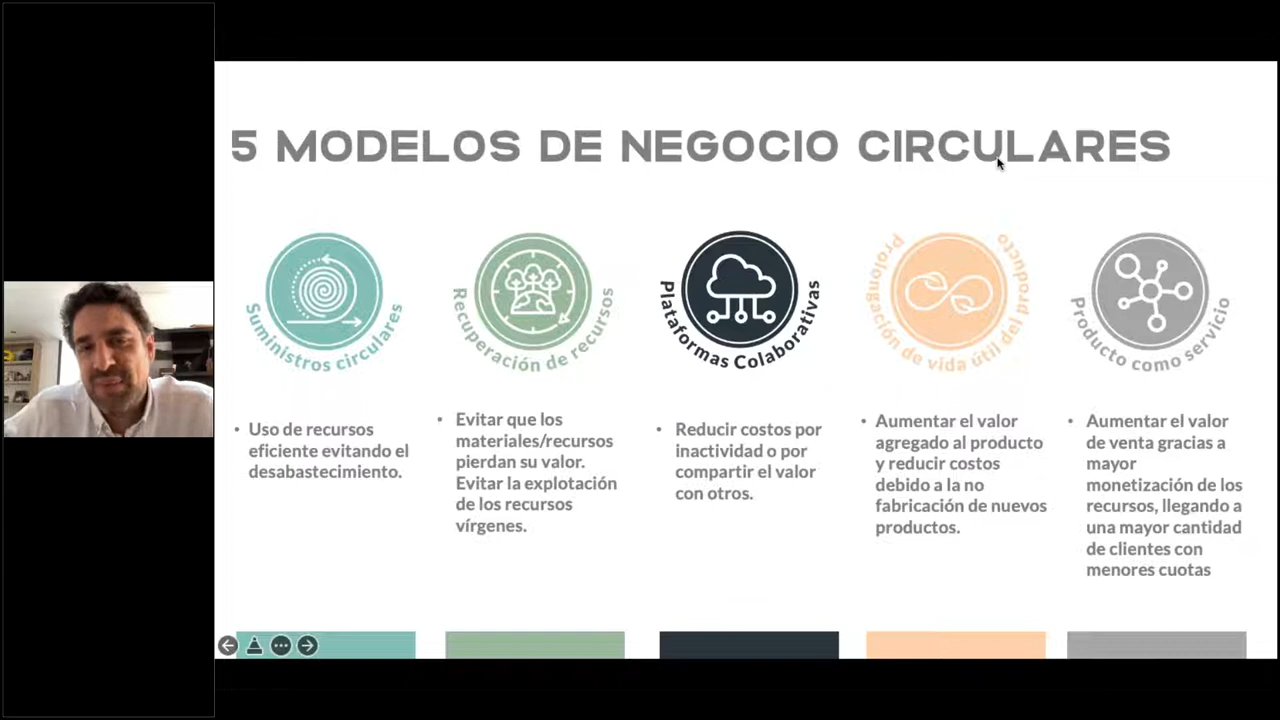 5 MODELOS DE NEGOCIO CIRCULARES
Suministros circulares
Recuperación de recursos
Plataformas Colaborativas
Prolongación de vida útil del producto
Producto como servicio
• Uso de recursos
eficiente evitando el
desabastecimiento.
• Evitar que los
materiales/recursos
pierdan su valor.
Evitar la explotación
de los recursos
vírgenes.
• Reducir costos por
inactividad o por
compartir el valor
con otros.
• Aumentar el valor
agregado al producto
y reducir costos
debido a la no
fabricación de nuevos
productos.
• Aumentar el valor
de venta gracias a
mayor
monetización de los
recursos, llegando a
una mayor cantidad
de clientes con
menores cuotas